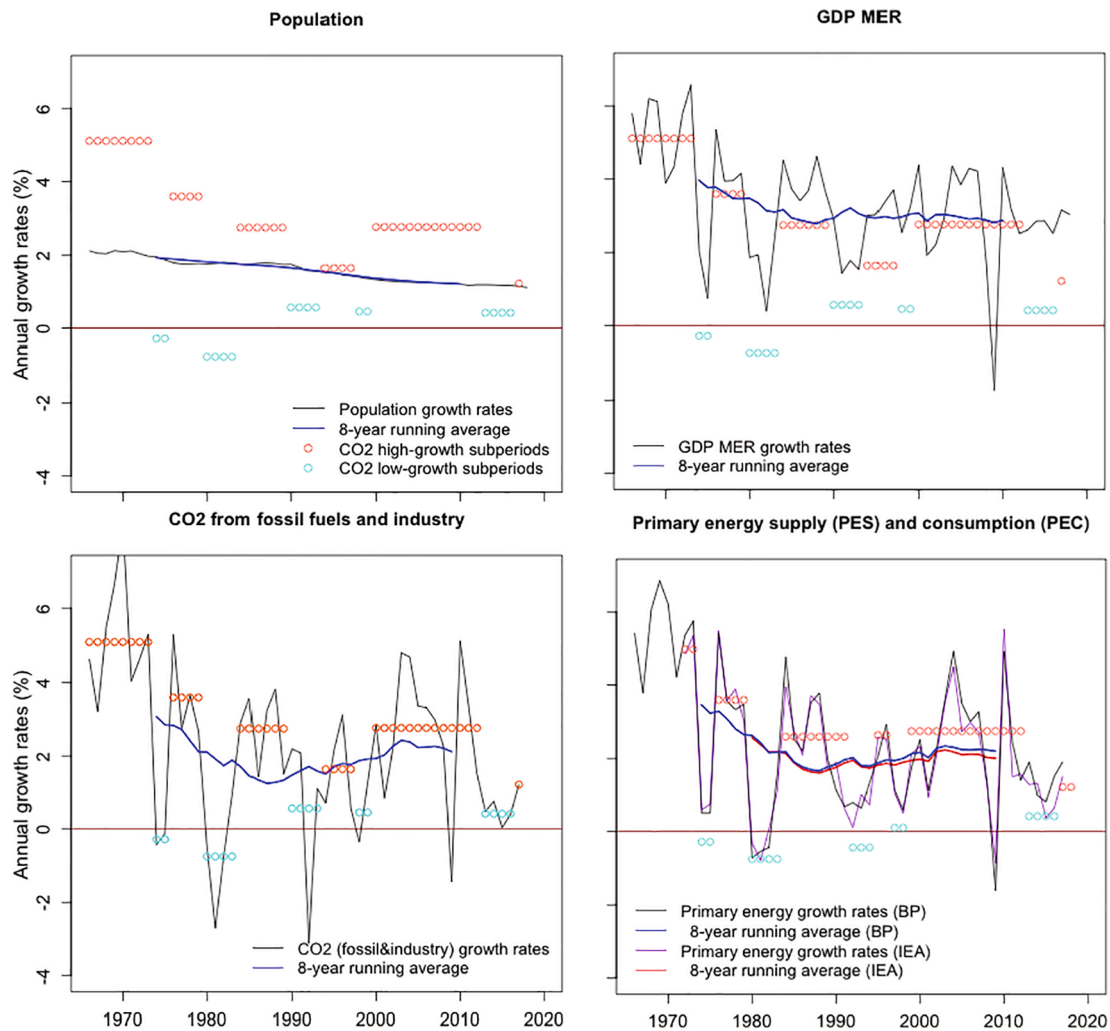 Population
GDP MER
Annual growth rates (%)
6
4
2
0
-2
-4
Population growth rates
8-year running average
CO2 high-growth subperiods
CO2 low-growth subperiods
GDP MER growth rates
8-year running average
CO2 from fossil fuels and industry
Primary energy supply (PES) and consumption (PEC)
Annual growth rates (%)
6
4
2
0
-2
-4
CO2 (fossil&industry) growth rates
8-year running average
Primary energy growth rates (BP)
8-year running average (BP)
Primary energy growth rates (IEA)
8-year running average (IEA)
1970 1980 1990 2000 2010 2020
1970 1980 1990 2000 2010 2020